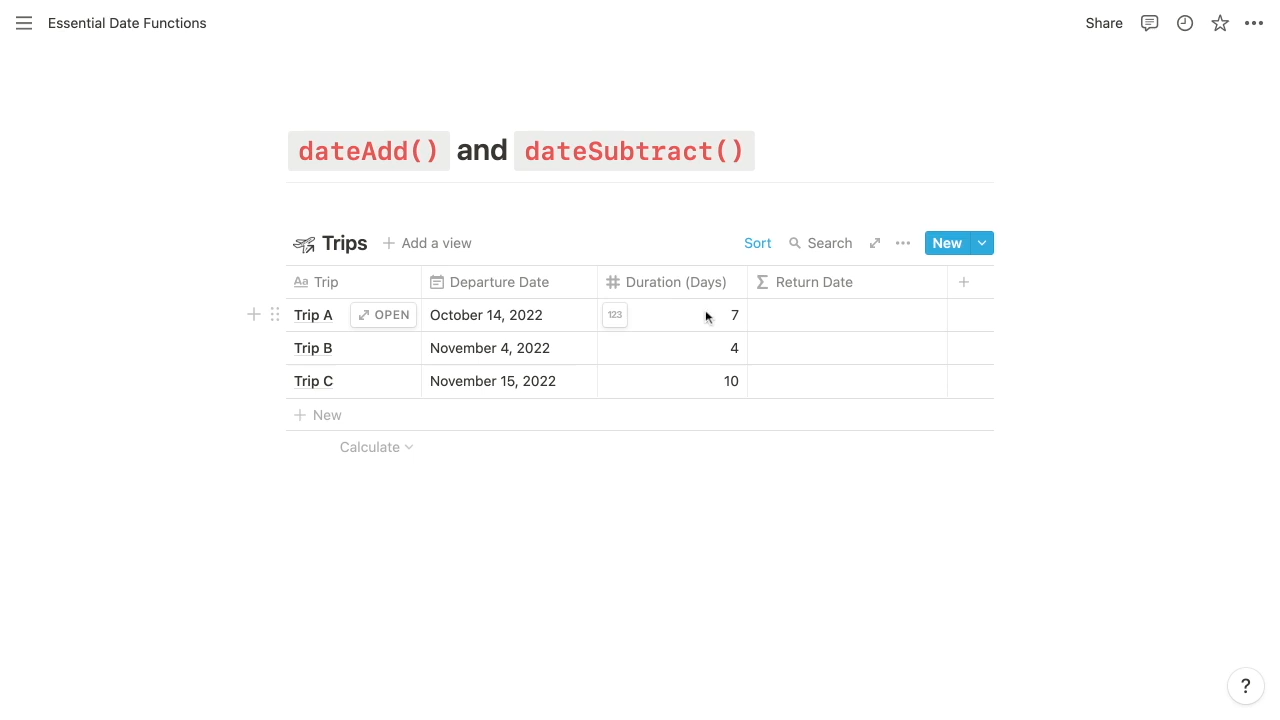 Essential Date Functions
Share
dateAdd() and dateSubtract()
Trips
Add a view
Sort
Search
New
Aa Trip
Departure Date
Duration (Days)
Return Date
Trip A
OPEN
October 14, 2022
123
7
Trip B
November 4, 2022
4
Trip C
November 15, 2022
10
New
Calculate
?